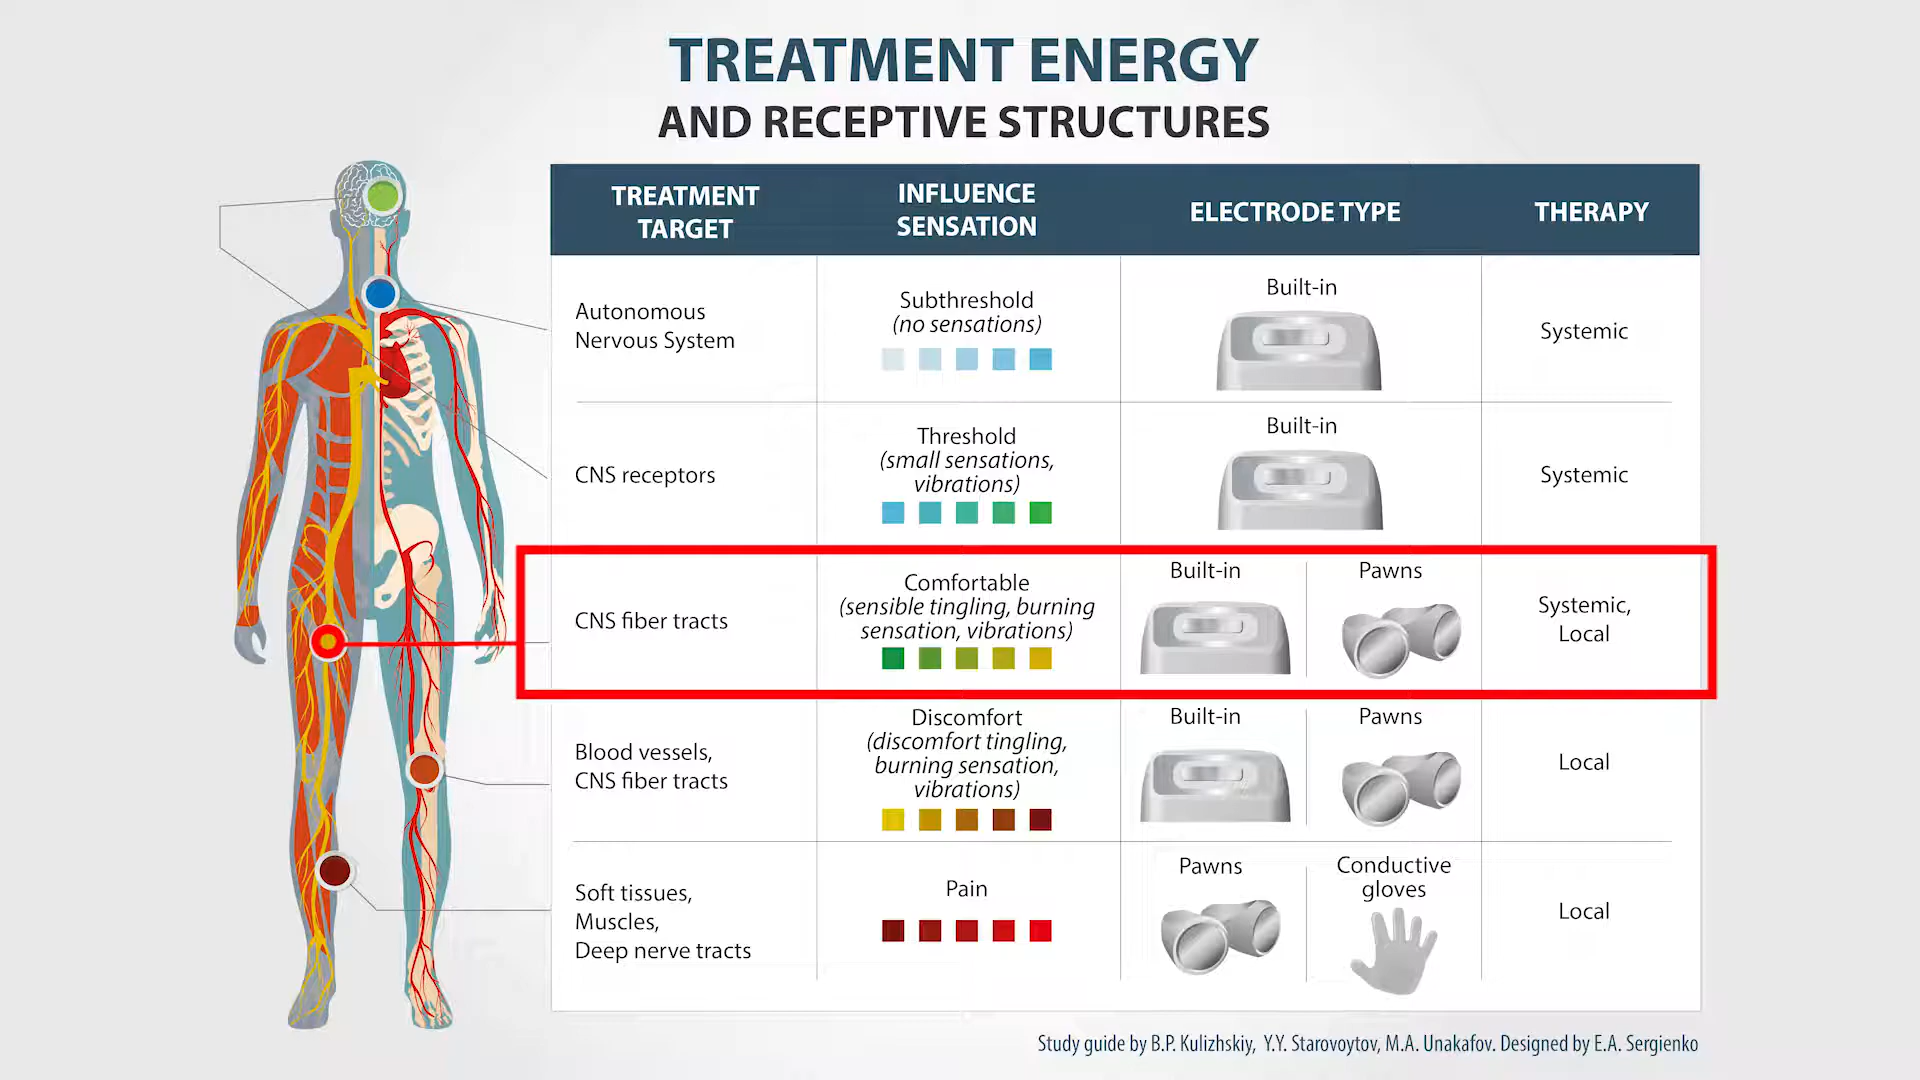 TREATMENT ENERGY
AND RECEPTIVE STRUCTURES
TREATMENT
TARGET
INFLUENCE
SENSATION
ELECTRODE TYPE
THERAPY
Autonomous
Nervous System
Subthreshold
(no sensations)
Built-in
Systemic
CNS receptors
Threshold
(small sensations,
vibrations)
Built-in
Systemic
CNS fiber tracts
Comfortable
(sensible tingling, burning
sensation, vibrations)
Built-in
Pawns
Systemic,
Local
Blood vessels,
CNS fiber tracts
Discomfort
(discomfort tingling,
burning sensation,
vibrations)
Built-in
Pawns
Local
Soft tissues,
Muscles,
Deep nerve tracts
Pain
Pawns
Conductive
gloves
Local
Study guide by B.P. Kulizhskiy, Y.Y. Starovoytov, M.A. Unakafov. Designed by E.A. Sergienko